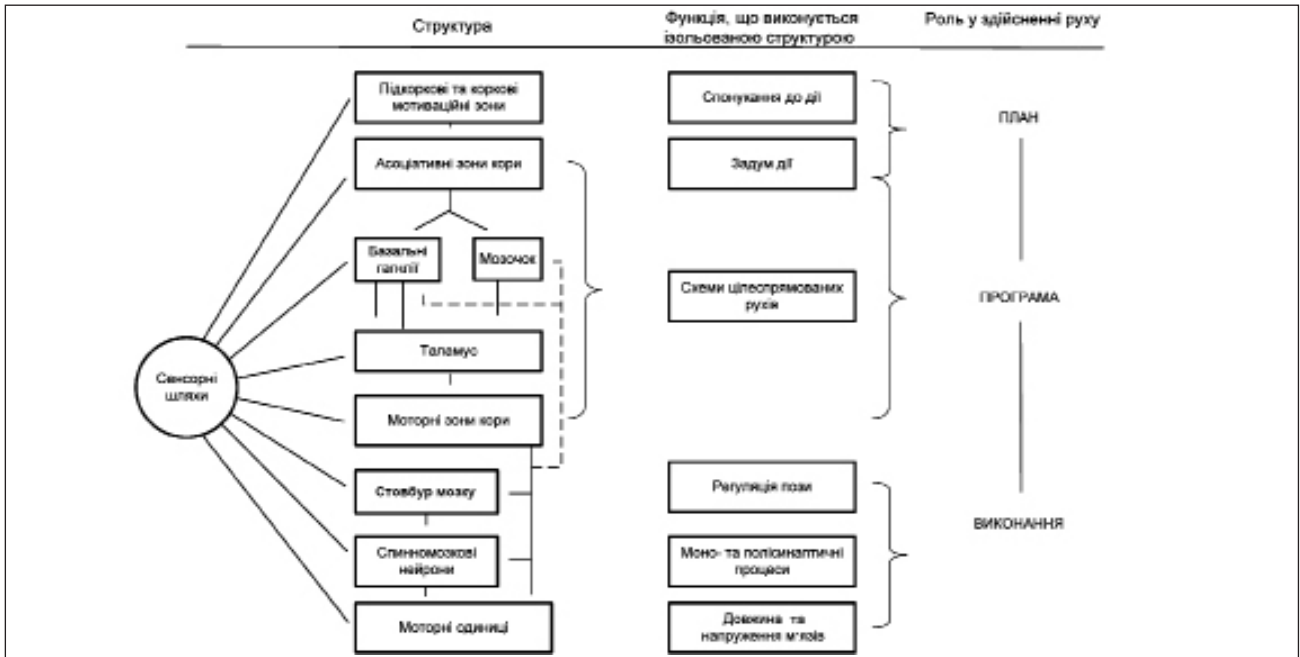 Структура
Функція, що виконується
ізольованою структурою
Роль у здійсненні руху
Підкоркові та коркові
мотиваційні зони
Спонукання до дії
ПЛАН
Асоціативні зони кори
Задум дії
Базальні
ганглії
Мозочок
Схеми цілеспрямованих
рухів
ПРОГРАМА
Таламус
Сенсорні
шляхи
Моторні зони кори
Стовбур мозку
Регуляція пози
ВИКОНАННЯ
Спинномозкові
нейрони
Моно- та полісинаптичні
процеси
Моторні одиниці
Довжина та
напруження м'язів